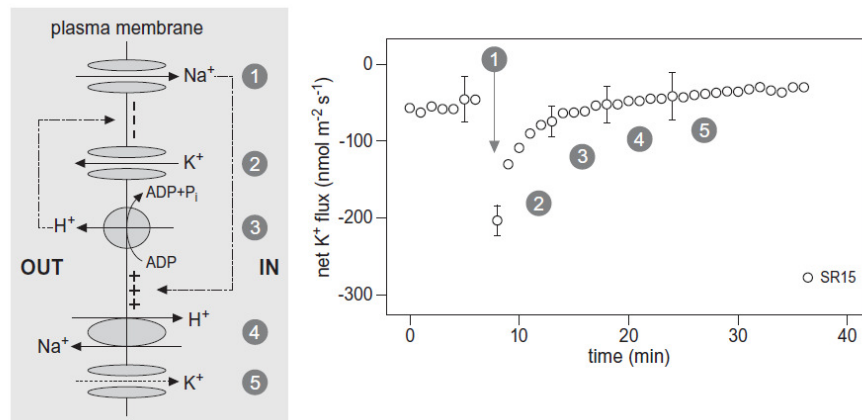 plasma membrane
Na⁺ 1
K⁺ 2
ADP+Pᵢ
H⁺ 3
OUT ADP IN
H⁺
Na⁺ 4
K⁺ 5
net K⁺ flux (nmol m⁻² s⁻¹)
0
-100
-200
-300
1
2
3
4
5
SR15
0 10 20 30 40
time (min)